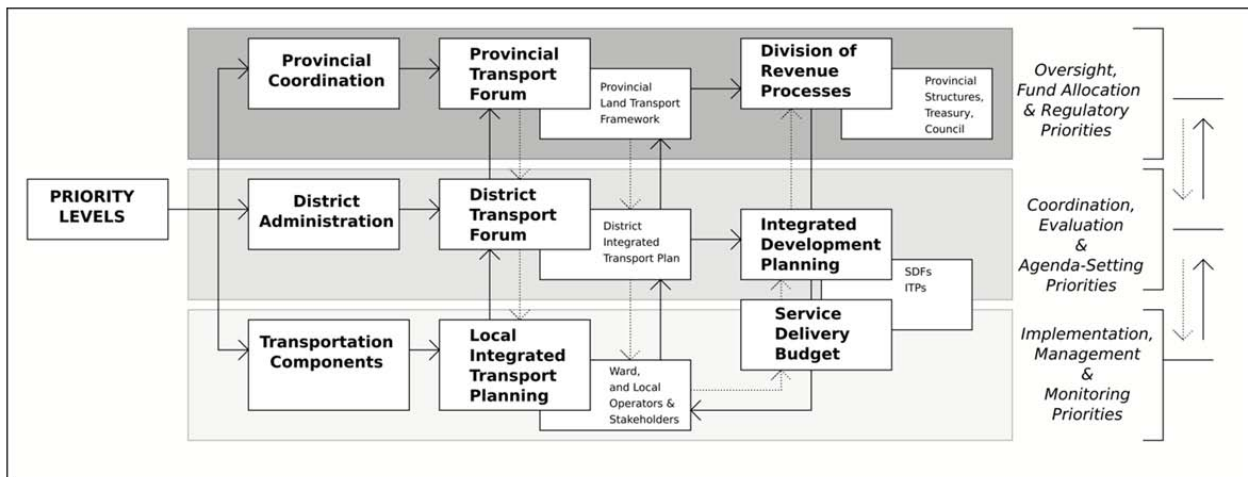 PRIORITY
LEVELS
Provincial
Coordination
Provincial
Transport
Forum
Provincial
Land Transport
Framework
Division of
Revenue
Processes
Provincial
Structures,
Treasury,
Council
Oversight,
Fund Allocation
& Regulatory
Priorities
District
Administration
District
Transport
Forum
District
Integrated
Transport Plan
Integrated
Development
Planning
SDFs
ITPs
Coordination,
Evaluation
&
Agenda-Setting
Priorities
Transportation
Components
Local
Integrated
Transport
Planning
Ward,
and Local
Operators &
Stakeholders
Service
Delivery
Budget
Implementation,
Management
&
Monitoring
Priorities